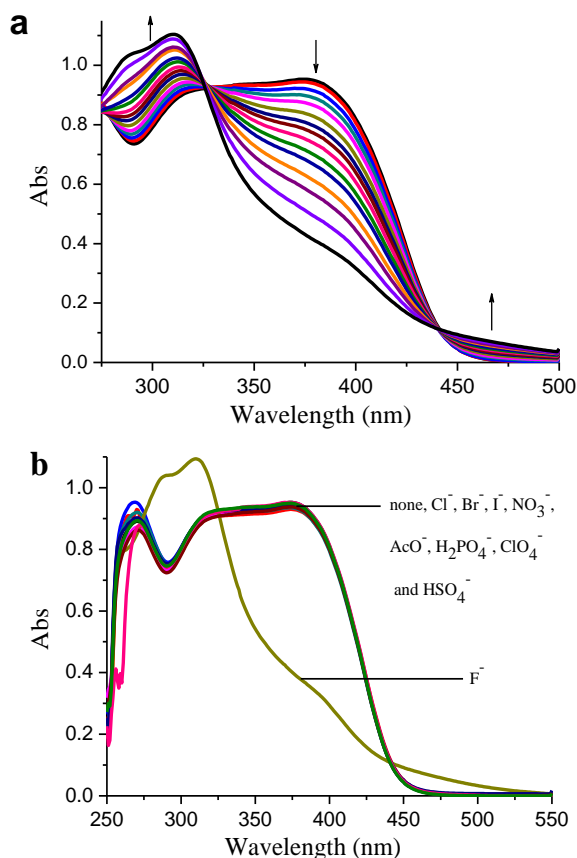 a
1.0
0.8
0.6
0.4
0.2
0.0
Abs
300 350 400 450 500
Wavelength (nm)
b
1.0
0.8
0.6
0.4
0.2
0.0
Abs
none, Cl⁻, Br⁻, I⁻, NO₃⁻,
AcO⁻, H₂PO₄⁻, ClO₄⁻
and HSO₄⁻
F⁻
250 300 350 400 450 500 550
Wavelength (nm)